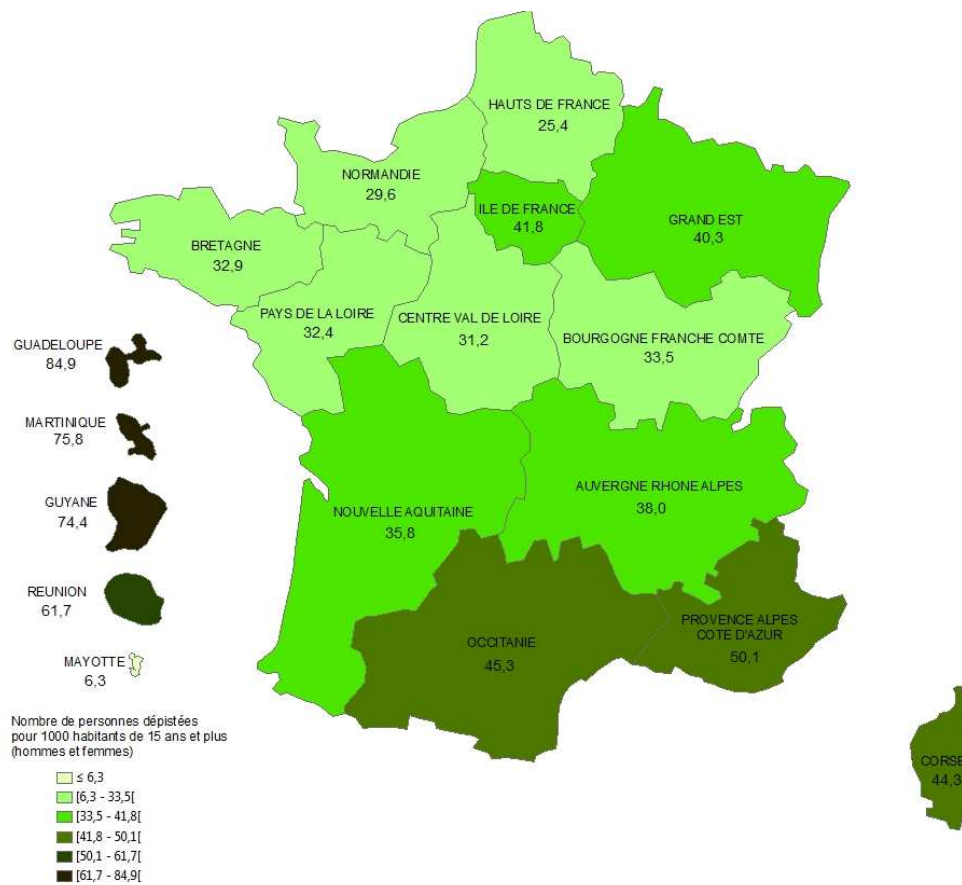 HAUTS DE FRANCE
25,4
NORMANDIE
29,6
ILE DE FRANCE
41,8
GRAND EST
40,3
BRETAGNE
32,9
PAYS DE LA LOIRE
32,4
CENTRE VAL DE LOIRE
31,2
BOURGOGNE FRANCHE COMTE
33,5
GUADELOUPE
84,9
MARTINIQUE
75,8
GUYANE
74,4
REUNION
61,7
MAYOTTE
6,3
NOUVELLE AQUITAINE
35,8
AUVERGNE RHONE ALPES
38,0
OCCITANIE
45,3
PROVENCE ALPES
COTE D'AZUR
50,1
CORSE
44,3
Nombre de personnes dépistées
pour 1000 habitants de 15 ans et plus
(hommes et femmes)
≤ 6,3
[6,3 - 33,5[
[33,5 - 41,8[
[41,8 - 50,1[
[50,1 - 61,7[
[61,7 - 84,9[